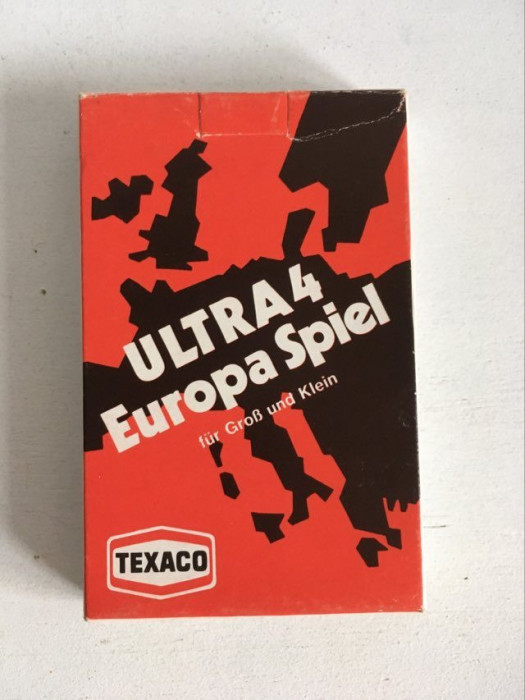 ULTRA 4
Europa Spiel
für Groß und Klein
TEXACO